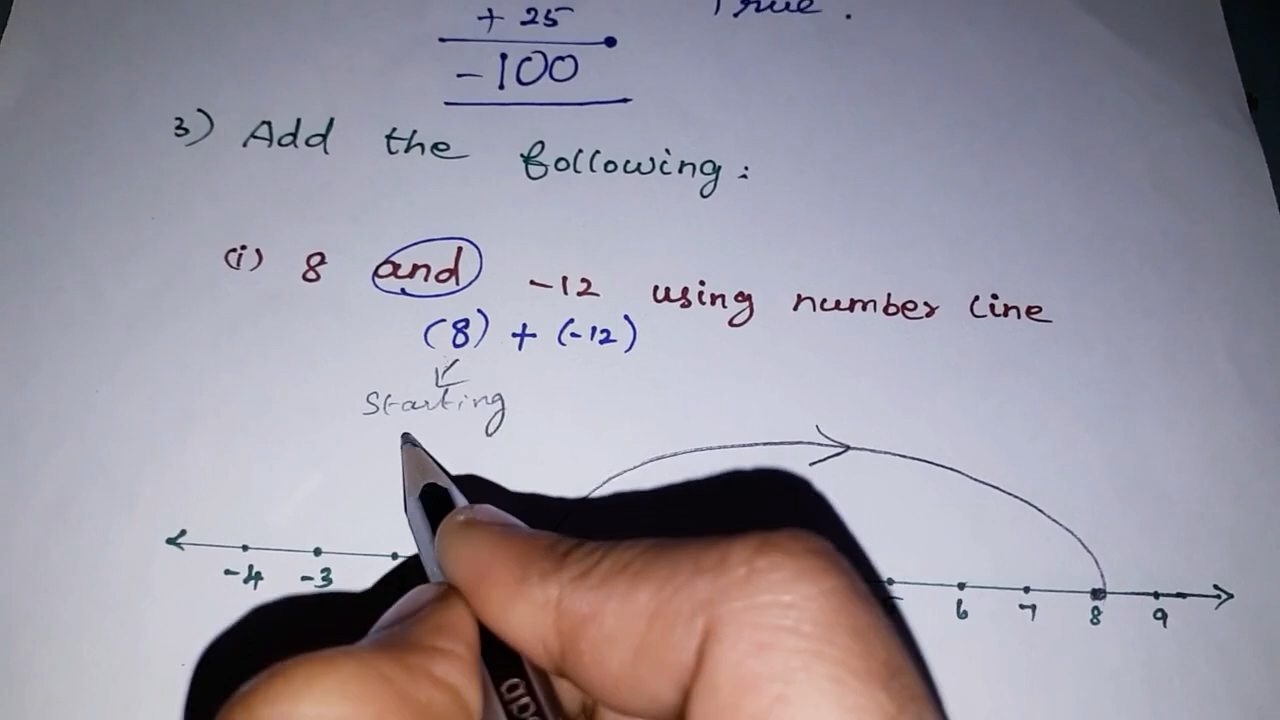 + 25 True.
-100
3) Add the following:
(i) 8 and -12 using number line
(8) + (-12)
Starting
-4 -3 6 7 8 9